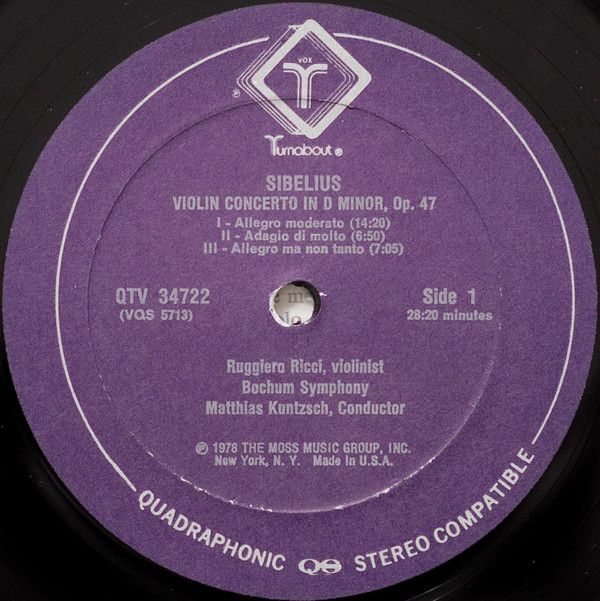 VOX
Turnabout ®
℗
SIBELIUS
VIOLIN CONCERTO IN D MINOR, Op. 47
I - Allegro moderato (14:20)
II - Adagio di molto (6:50)
III - Allegro ma non tanto (7:05)
QTV 34722
(VQS 5713)
Side 1
28:20 minutes
Ruggiero Ricci, violinist
Bochum Symphony
Matthias Kuntzsch, Conductor
℗ 1978 THE MOSS MUSIC GROUP, INC.
New York, N. Y. Made In U.S.A.
QUADRAPHONIC QS STEREO COMPATIBLE